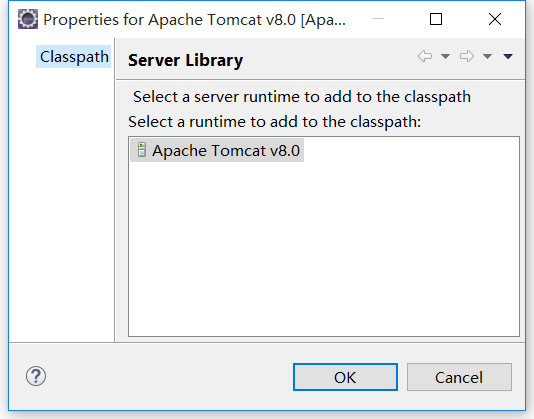 Properties for Apache Tomcat v8.0 [Apa...
Classpath
Server Library
Select a server runtime to add to the classpath
Select a runtime to add to the classpath:
Apache Tomcat v8.0
?
OK
Cancel